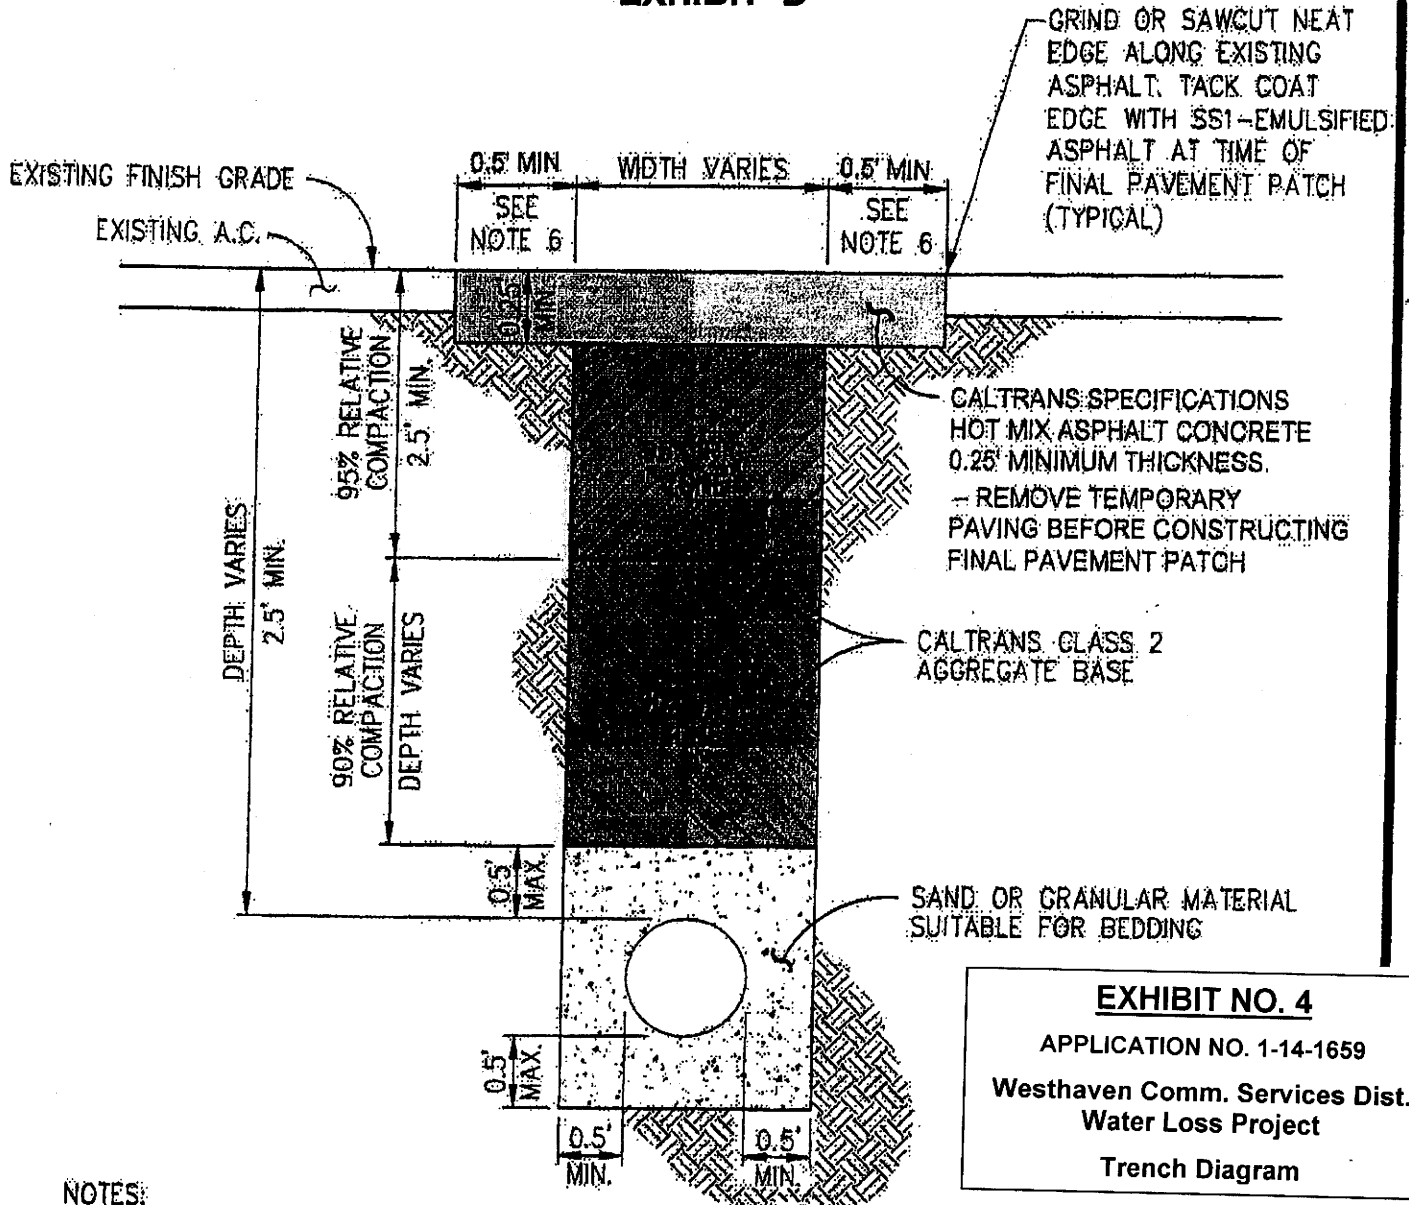 GRIND OR SAWCUT NEAT
EDGE ALONG EXISTING
ASPHALT. TACK COAT
EDGE WITH SS1-EMULSIFIED
ASPHALT AT TIME OF
FINAL PAVEMENT PATCH
(TYPICAL)
EXISTING FINISH GRADE
EXISTING A.C.
0.5' MIN
SEE
NOTE 6
WIDTH VARIES
0.5' MIN
SEE
NOTE 6
0.25'
MIN
95% RELATIVE
COMPACTION
2.5' MIN.
DEPTH VARIES
2.5' MIN.
90% RELATIVE
COMPACTION
DEPTH VARIES
CALTRANS SPECIFICATIONS
HOT MIX ASPHALT CONCRETE
0.25' MINIMUM THICKNESS.
- REMOVE TEMPORARY
PAVING BEFORE CONSTRUCTING
FINAL PAVEMENT PATCH
CALTRANS CLASS 2
AGGREGATE BASE
0.5'
MAX.
SAND OR GRANULAR MATERIAL
SUITABLE FOR BEDDING
0.5'
MAX.
0.5'
MIN.
0.5'
MIN.
EXHIBIT NO. 4
APPLICATION NO. 1-14-1659
Westhaven Comm. Services Dist.
Water Loss Project
Trench Diagram
NOTES: